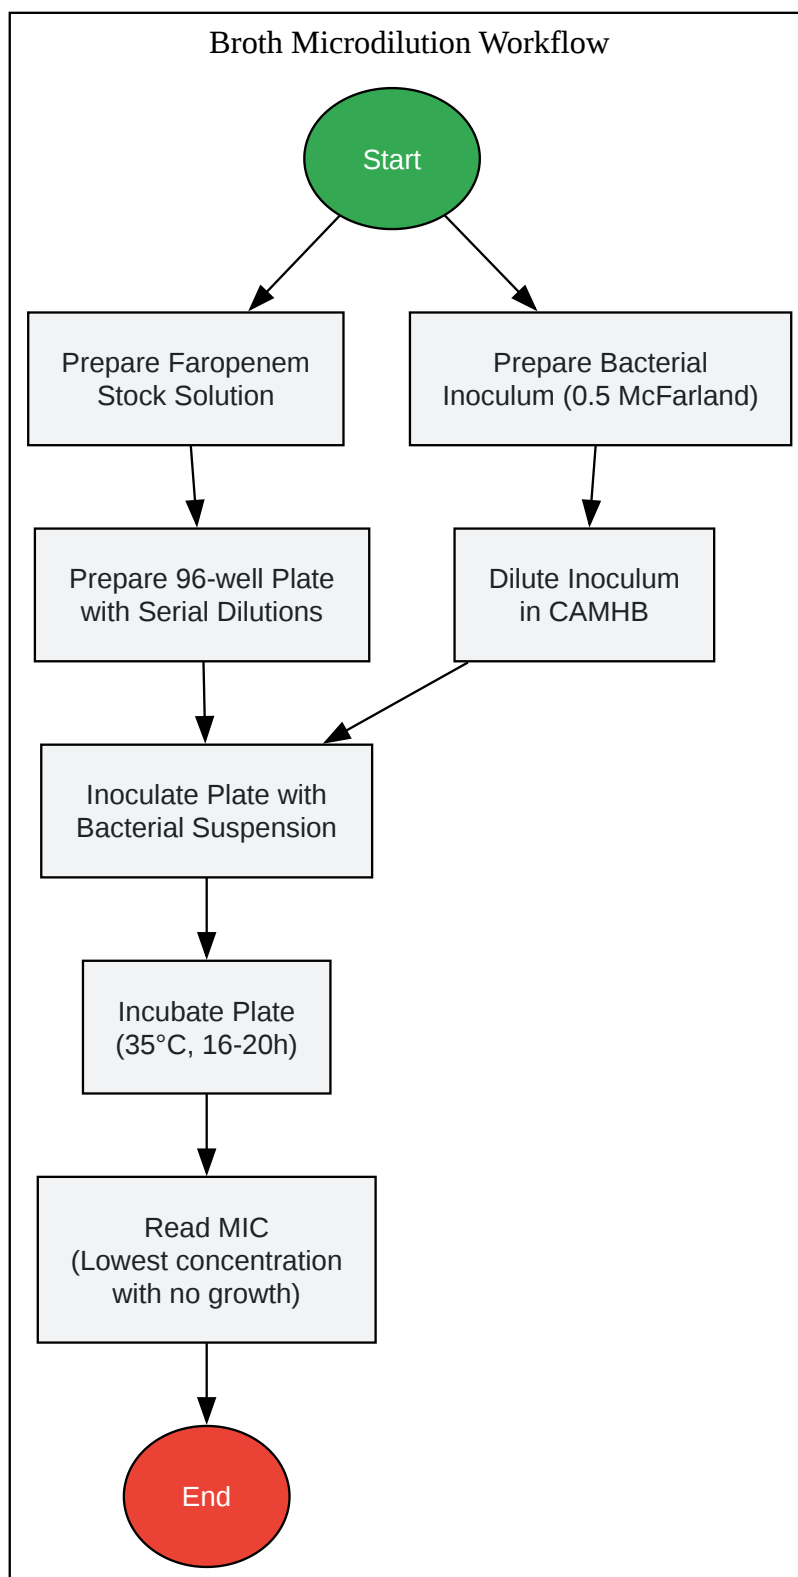 Broth Microdilution Workflow
Start
Prepare Faropenem
Stock Solution
Prepare Bacterial
Inoculum (0.5 McFarland)
Prepare 96-well Plate
with Serial Dilutions
Dilute Inoculum
in CAMHB
Inoculate Plate with
Bacterial Suspension
Incubate Plate
(35°C, 16-20h)
Read MIC
(Lowest concentration
with no growth)
End